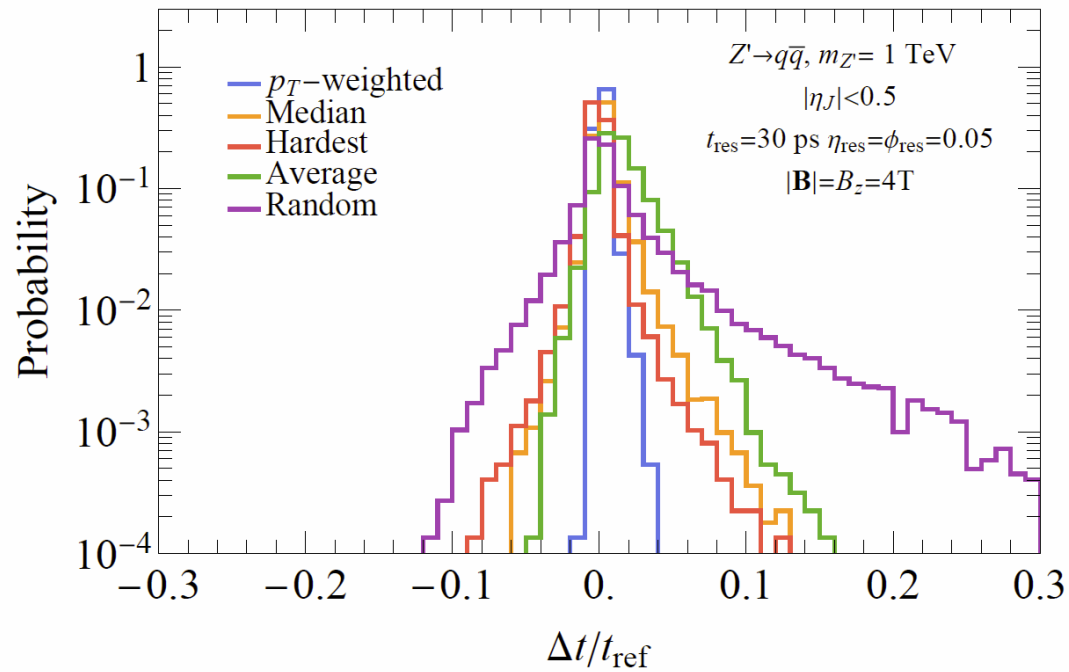 Probability
1
10⁻¹
10⁻²
10⁻³
10⁻⁴
p_T-weighted
Median
Hardest
Average
Random
Z'→qq̅, m_Z'= 1 TeV
|η_J|<0.5
t_res=30 ps η_res=ϕ_res=0.05
|B|=B_z=4T
−0.3 −0.2 −0.1 0. 0.1 0.2 0.3
Δt/t_ref